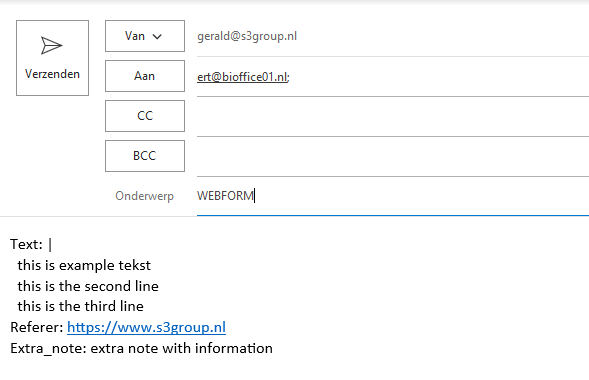 Van
gerald@s3group.nl
Verzenden
Aan
ert@bioffice01.nl;
CC
BCC
Onderwerp
WEBFORM
Text: |
this is example tekst
this is the second line
this is the third line
Referer: https://www.s3group.nl
Extra_note: extra note with information